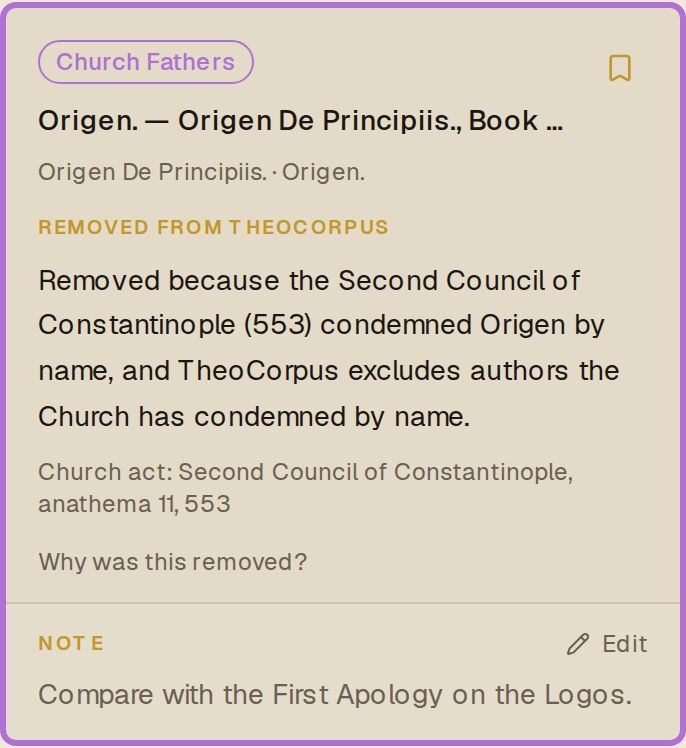 Church Fathers
Origen. — Origen De Principiis., Book ...
Origen De Principiis. · Origen.
REMOVED FROM THEOCORPUS
Removed because the Second Council of
Constantinople (553) condemned Origen by
name, and TheoCorpus excludes authors the
Church has condemned by name.
Church act: Second Council of Constantinople,
anathema 11, 553
Why was this removed?
NOTE
Edit
Compare with the First Apology on the Logos.